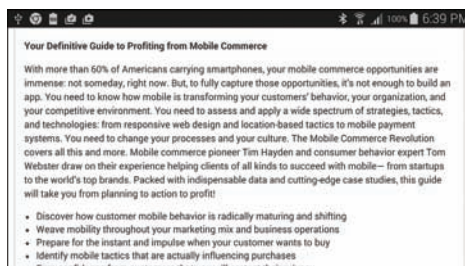 100% 6:39 PM
Your Definitive Guide to Profiting from Mobile Commerce
With more than 60% of Americans carrying smartphones, your mobile commerce opportunities are
immense: not someday, right now. But, to fully capture those opportunities, it's not enough to build an
app. You need to know how mobile is transforming your customers' behavior, your organization, and
your competitive environment. You need to assess and apply a wide spectrum of strategies, tactics,
and technologies: from responsive web design and location-based tactics to mobile payment
systems. You need to change your processes and your culture. The Mobile Commerce Revolution
covers all this and more. Mobile commerce pioneer Tim Hayden and consumer behavior expert Tom
Webster draw on their experience helping clients of all kinds to succeed with mobile— from startups
to the world's top brands. Packed with indispensable data and cutting-edge case studies, this guide
will take you from planning to action to profit!
• Discover how customer mobile behavior is radically maturing and shifting
• Weave mobility throughout your marketing mix and business operations
• Prepare for the instant and impulse when your customer wants to buy
• Identify mobile tactics that are actually influencing purchases